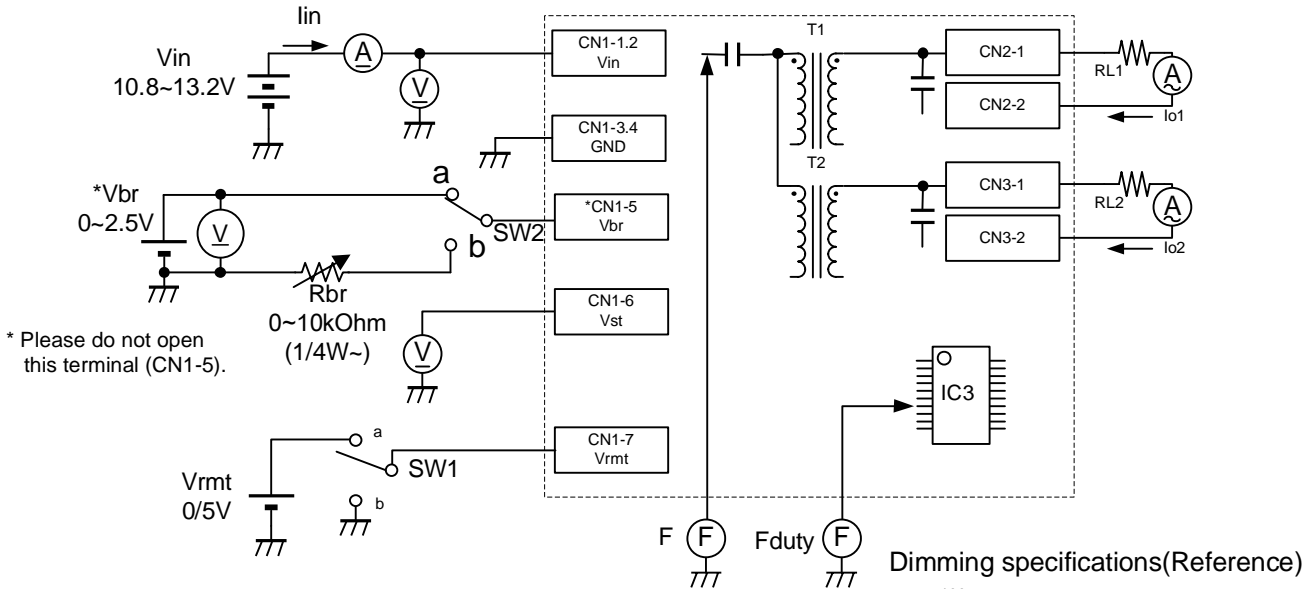 Iin
Vin
10.8~13.2V
A
V
CN1-1.2
Vin
CN1-3.4
GND
*Vbr
0~2.5V
V
a
SW2
b
*CN1-5
Vbr
Rbr
0~10kOhm
(1/4W~)
* Please do not open
this terminal (CN1-5).
V
CN1-6
Vst
Vrmt
0/5V
a
SW1
b
CN1-7
Vrmt
T1
CN2-1
CN2-2
RL1
A
Io1
T2
CN3-1
CN3-2
RL2
A
Io2
IC3
F
F
Fduty
F
Dimming specifications(Reference)